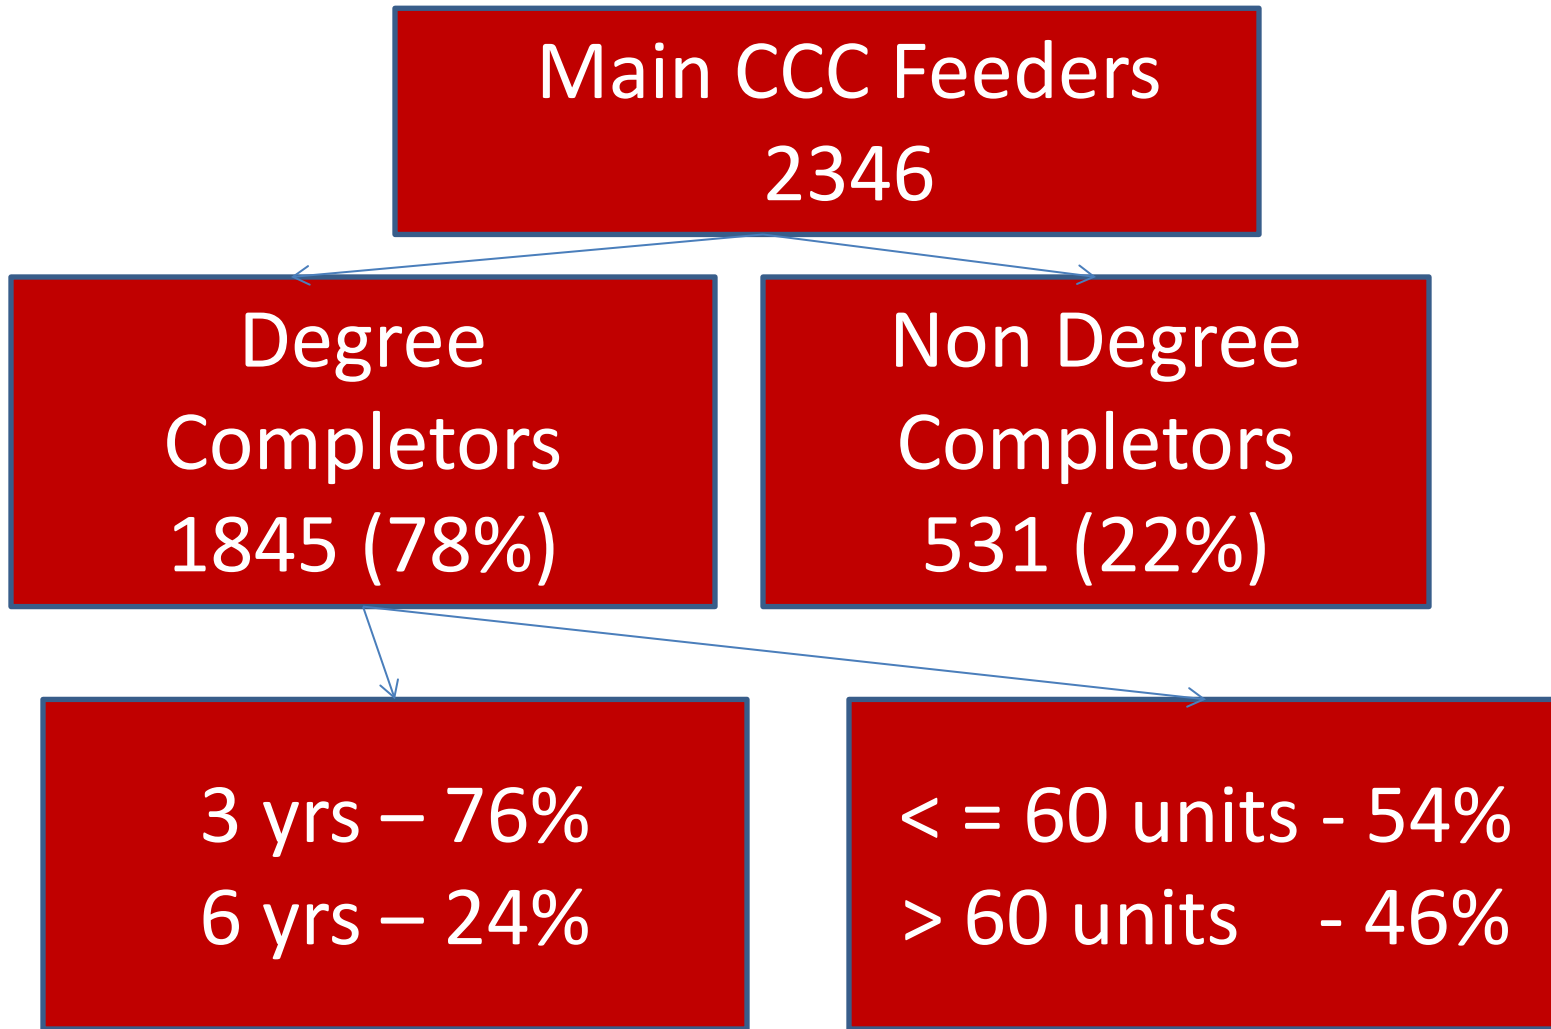 Main CCC Feeders
2346
Degree
Completors
1845 (78%)
Non Degree
Completors
531 (22%)
3 yrs – 76%
6 yrs – 24%
< = 60 units - 54%
> 60 units - 46%